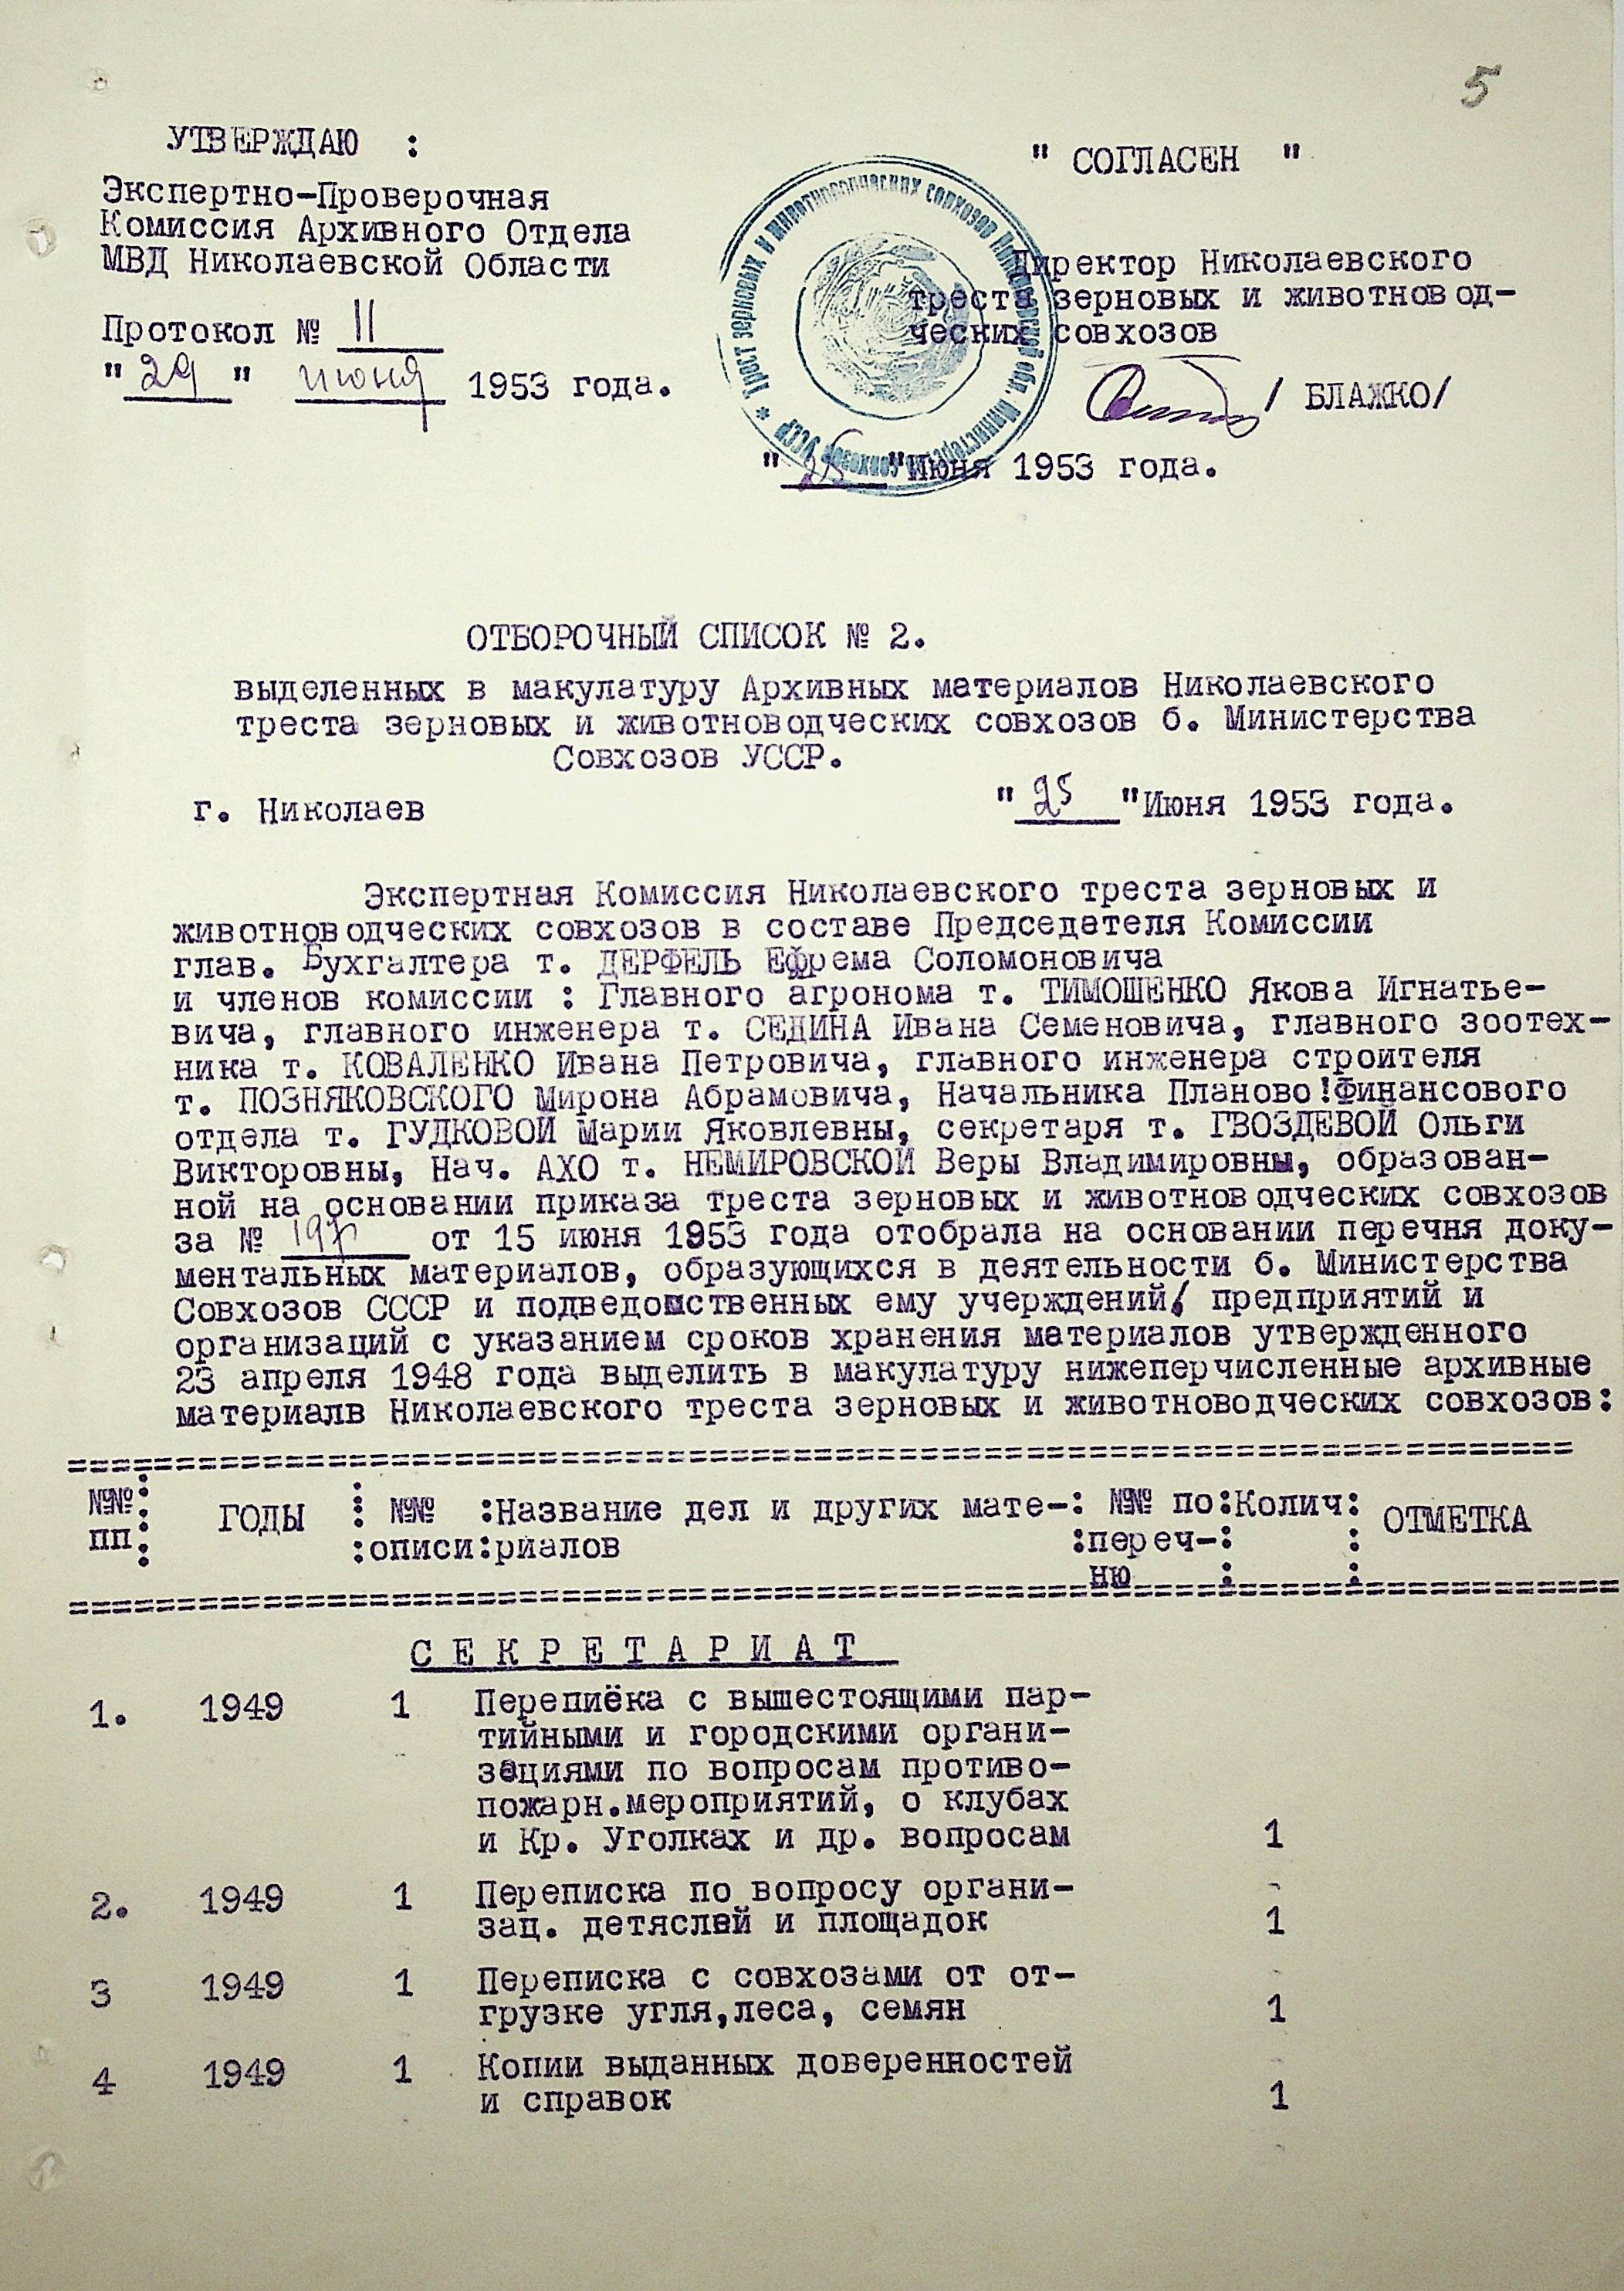 5
УТВЕРЖДАЮ :
Экспертно-Проверочная
Комиссия Архивного Отдела
МВД Николаевской Области
Протокол № 11
" 29 " июня 1953 года.
" СОГЛАСЕН "
Директор Николаевского
треста зерновых и животновод-
ческих совхозов
/ БЛАЖКО/
" 25 "Июня 1953 года.
* Трест зерновых и животноводческих совхозов Николаевской обл. Министерства совхозов УССР
ОТБОРОЧНЫЙ СПИСОК № 2.
выделенных в макулатуру Архивных материалов Николаевского
треста зерновых и животноводческих совхозов б. Министерства
Совхозов УССР.
г. Николаев
" 25 "Июня 1953 года.
Экспертная Комиссия Николаевского треста зерновых и
животноводческих совхозов в составе Председателя Комиссии
глав. Бухгалтера т. ДЕРФЕЛЬ Ефрема Соломоновича
и членов комиссии : Главного агронома т. ТИМОШЕНКО Якова Игнатье-
вича, главного инженера т. СЕДИНА Ивана Семеновича, главного зоотех-
ника т. КОВАЛЕНКО Ивана Петровича, главного инженера строителя
т. ПОЗНЯКОВСКОГО Мирона Абрамовича, Начальника Планово!Финансового
отдела т. ГУДКОВОЙ Марии Яковлевны, секретаря т. ГВОЗДЕВОЙ Ольги
Викторовны, Нач. АХО т. НЕМИРОВСКОЙ Веры Владимировны, образован-
ной на основании приказа треста зерновых и животноводческих совхозов
за № от 15 июня 1953 года отобрала на основании перечня доку-
ментальных материалов, образующихся в деятельности б. Министерства
Совхозов СССР и подведомственных ему учерждений, предприятий и
организаций с указанием сроков хранения материалов утвержденного
23 апреля 1948 года выделить в макулатуру нижеперчисленные архивные
материалв Николаевского треста зерновых и животноводческих совхозов:
№№ : ГОДЫ : №№ :Название дел и других мате-: №№ по:Колич: ОТМЕТКА
пп: :описи:риалов :переч-: :
ню : :
СЕКРЕТАРИАТ
1. 1949 1 Перепиёка с вышестоящими пар-
тийными и городскими органи-
зациями по вопросам противо-
пожарн.мероприятий, о клубах
и Кр. Уголках и др. вопросам 1
2. 1949 1 Переписка по вопросу органи-
зац. детяслей и площадок 1
3 1949 1 Переписка с совхозами от от-
грузке угля,леса, семян 1
4 1949 1 Копии выданных доверенностей
и справок 1